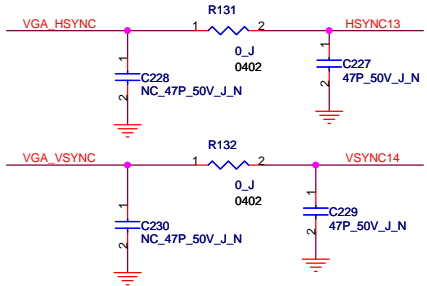 R131
VGA_HSYNC
1
2
HSYNC13
0_J
0402
1
C228
2
NC_47P_50V_J_N
1
C227
2
47P_50V_J_N
R132
VGA_VSYNC
1
2
VSYNC14
0_J
0402
1
C230
2
NC_47P_50V_J_N
1
C229
2
47P_50V_J_N